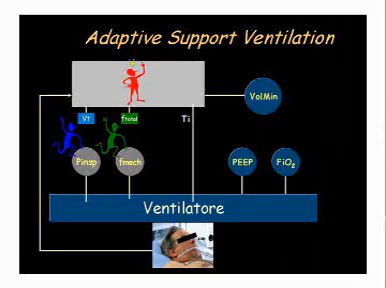 Adaptive Support Ventilation
VolMin
VT
ftotal
Ti
Pinsp
fmech
PEEP
FiO2
Ventilatore